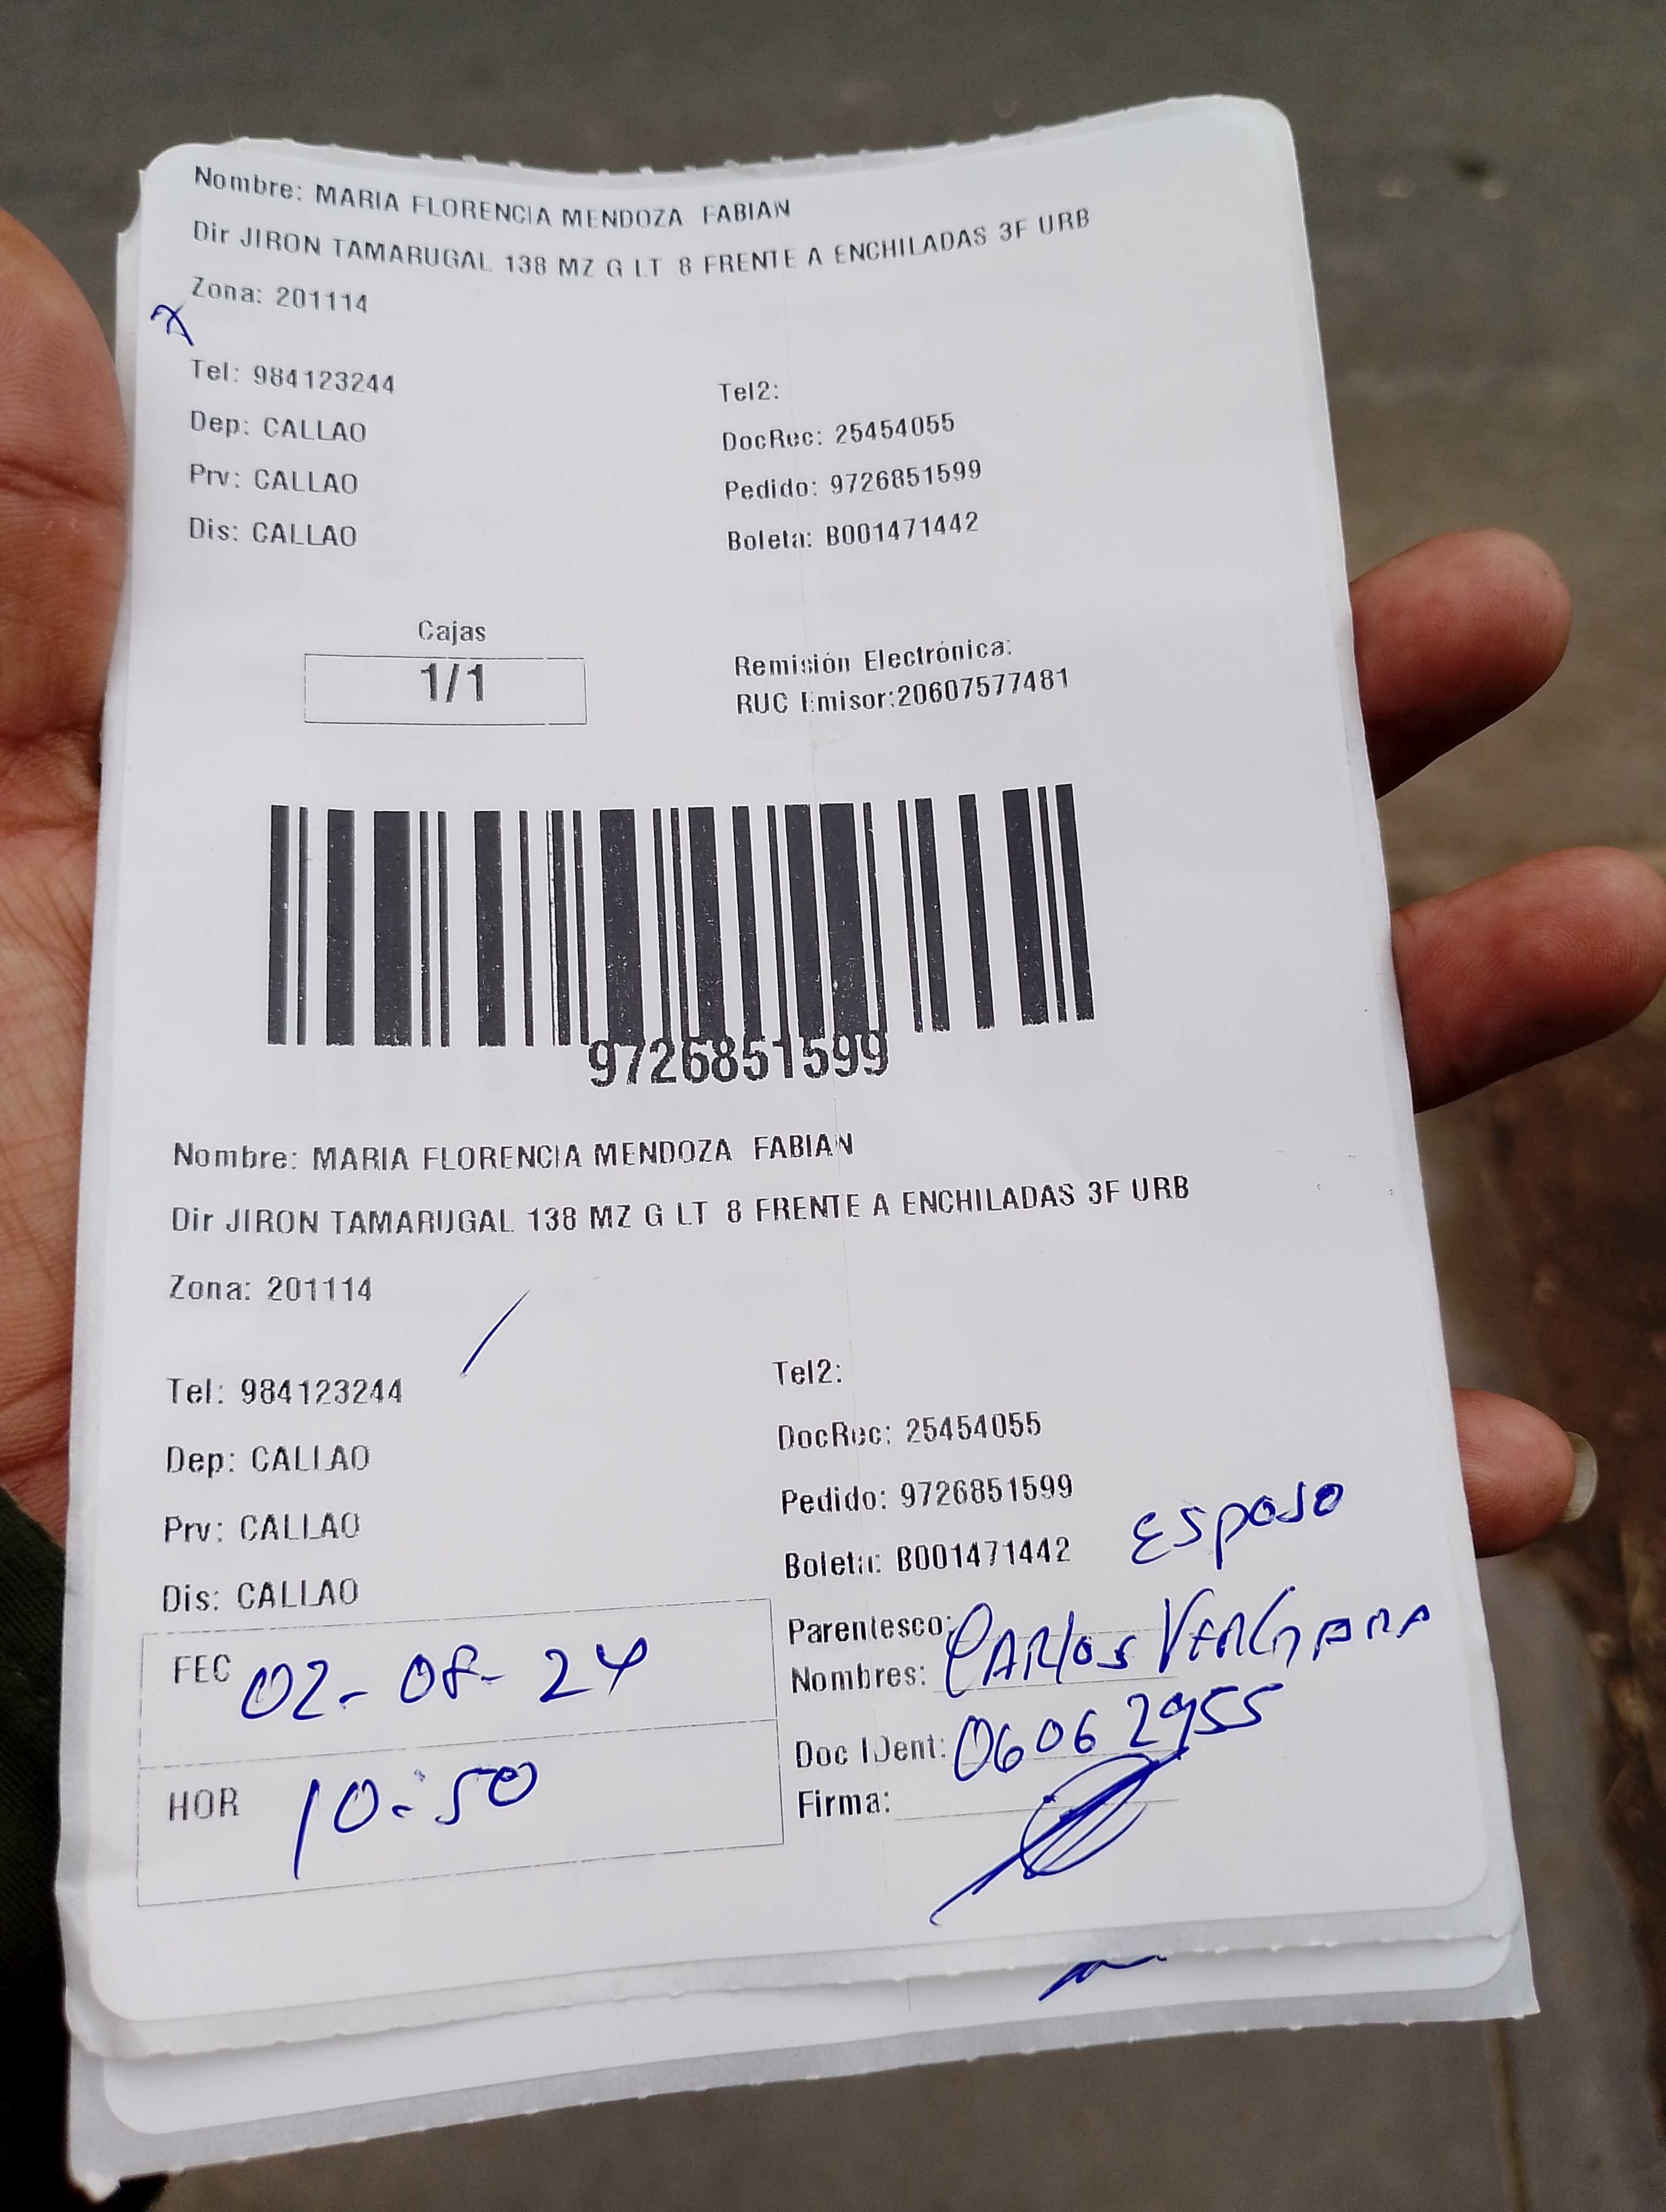 Nombre: MARIA FLORENCIA MENDOZA FABIAN
Dir JIRON TAMARUGAL 138 MZ G LT 8 FRENTE A ENCHILADAS 3F URB
Zona: 201114
Tel: 984123244
Tel2:
Dep: CALLAO
DocRec: 25454055
Prv: CALLAO
Pedido: 9726851599
Dis: CALLAO
Boleta: B001471442
Cajas
1/1
Remisión Electrónica:
RUC Emisor:20607577481
9726851599
Nombre: MARIA FLORENCIA MENDOZA FABIAN
Dir JIRON TAMARUGAL 138 MZ G LT 8 FRENTE A ENCHILADAS 3F URB
Zona: 201114
Tel: 984123244
Tel2:
Dep: CALLAO
DocRec: 25454055
Prv: CALLAO
Pedido: 9726851599
Dis: CALLAO
Boleta: B001471442
Esposo
Parentesco:
Nombres: CARlos VERGARA
FEC 02-08-24
Doc IDent: 06062955
HOR 10:50
Firma: